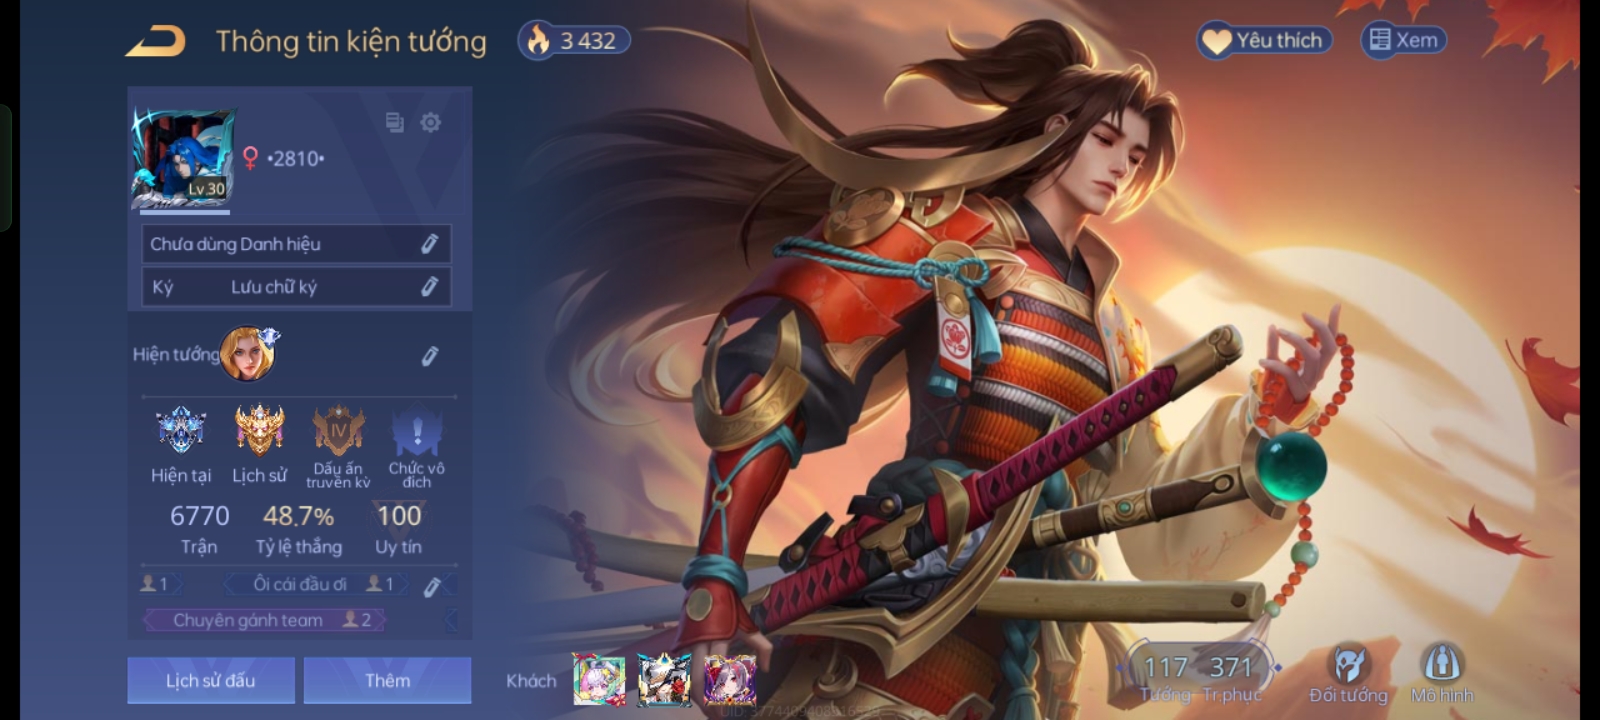 Thông tin kiện tướng
3 432
Yêu thích
Xem
•2810•
Lv.30
Chưa dùng Danh hiệu
Ký Lưu chữ ký
Hiện tướng
IV
Hiện tại
Lịch sử
Dấu ấn
truyền kỳ
Chức vô
địch
6770
48.7%
100
Trận
Tỷ lệ thắng
Uy tín
1
Ôi cái đầu ơi 1
Chuyên gánh team 2
Lịch sử đấu
Thêm
Khách
117 371
Tướng Tr.phục
Đổi tướng
Mô hình